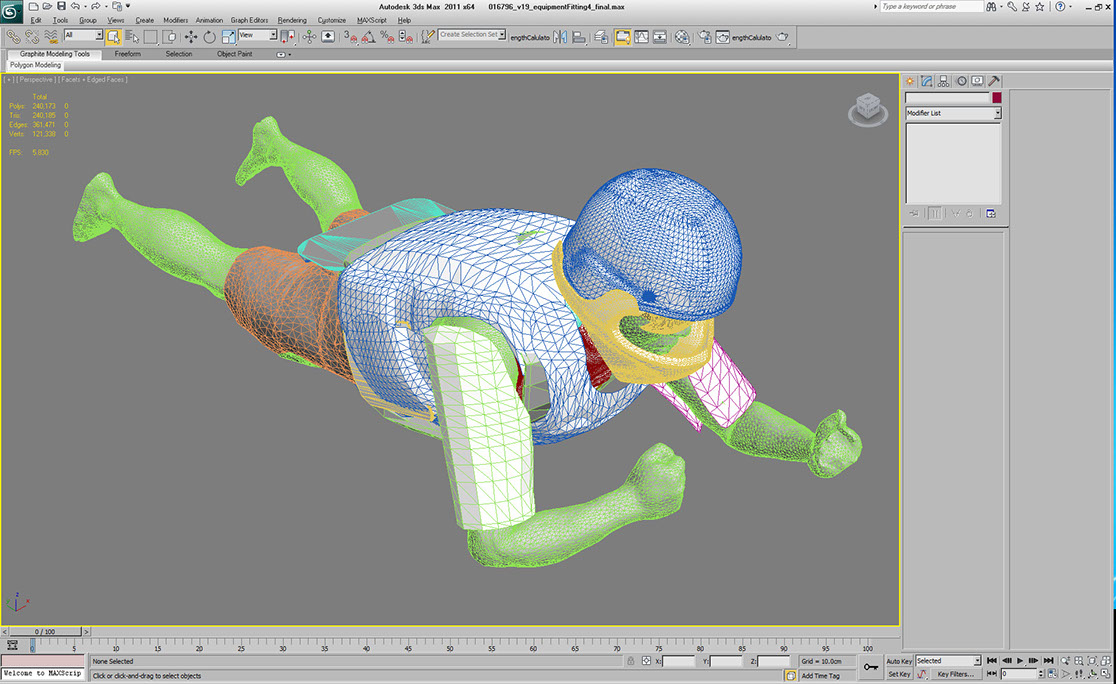 Autodesk 3ds Max 2011 x64 016796_v19_equipmentFitting4_final.max
Type a keyword or phrase
Edit Tools Group Views Create Modifiers Animation Graph Editors Rendering Customize MAXScript Help
All View 3 Create Selection Set engthCalulato engthCalulato
Graphite Modeling Tools Freeform Selection Object Paint
Polygon Modeling
[ + ] [ Perspective ] [ Facets + Edged Faces ]
Total
Polys: 240,173 0
Tris: 240,185 0
Edges: 361,471 0
Verts: 121,338 0
FPS: 5.830
Modifier List
0 / 100
0 5 10 15 20 25 30 35 40 45 50 55 60 65 70 75 80 85 90 95 100
None Selected X: Y: Z: Grid = 10.0cm Auto Key Selected
Welcome to MAXScrip Click or click-and-drag to select objects Add Time Tag Set Key Key Filters... 0